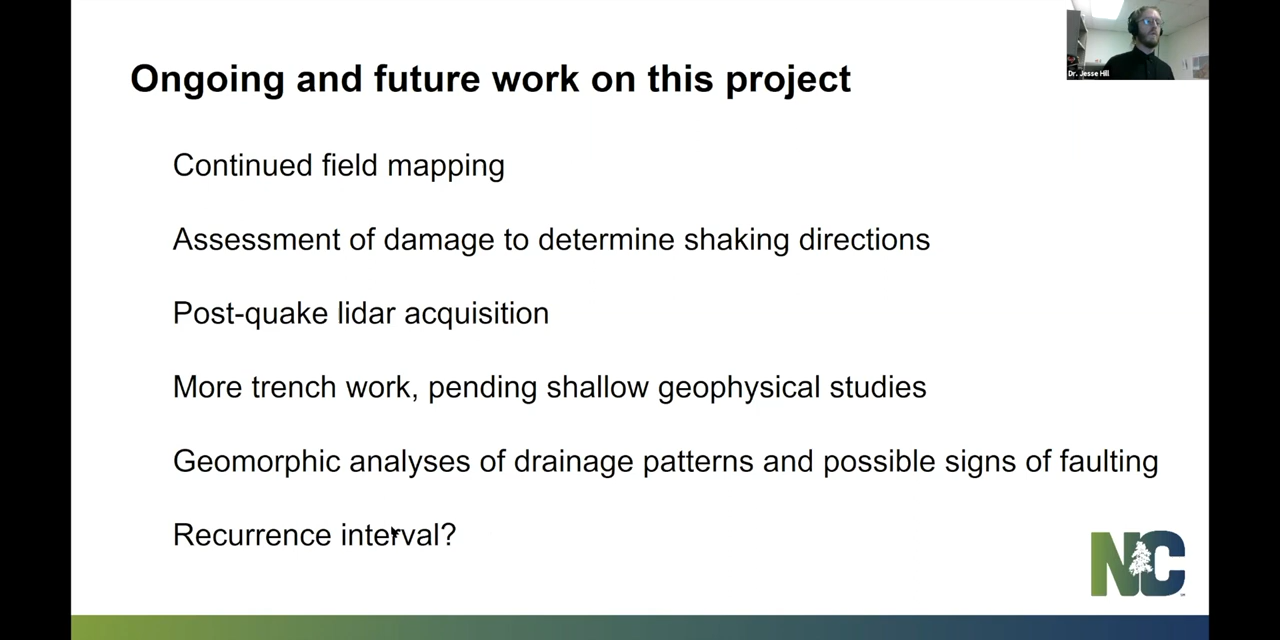 Dr. Jesse Hill
Ongoing and future work on this project
Continued field mapping
Assessment of damage to determine shaking directions
Post-quake lidar acquisition
More trench work, pending shallow geophysical studies
Geomorphic analyses of drainage patterns and possible signs of faulting
Recurrence interval?
NC